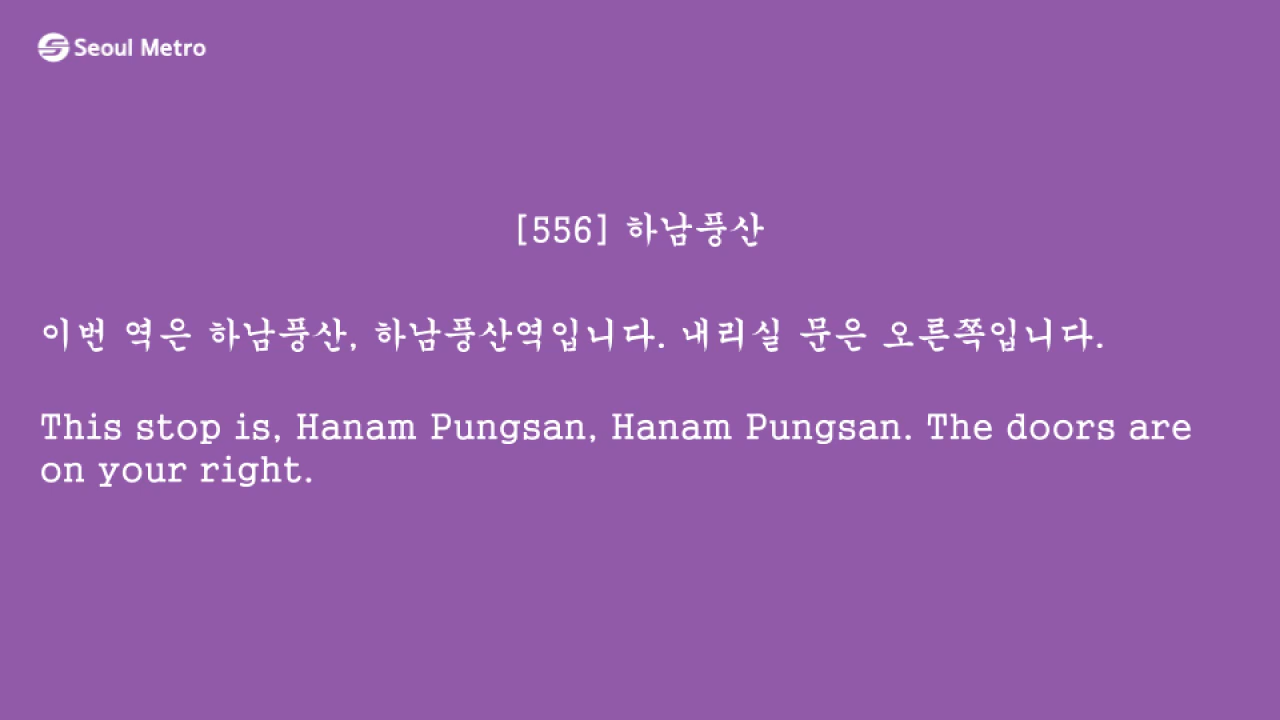 Seoul Metro
[556] 하남풍산
이번 역은 하남풍산, 하남풍산역입니다. 내리실 문은 오른쪽입니다.
This stop is, Hanam Pungsan, Hanam Pungsan. The doors are
on your right.